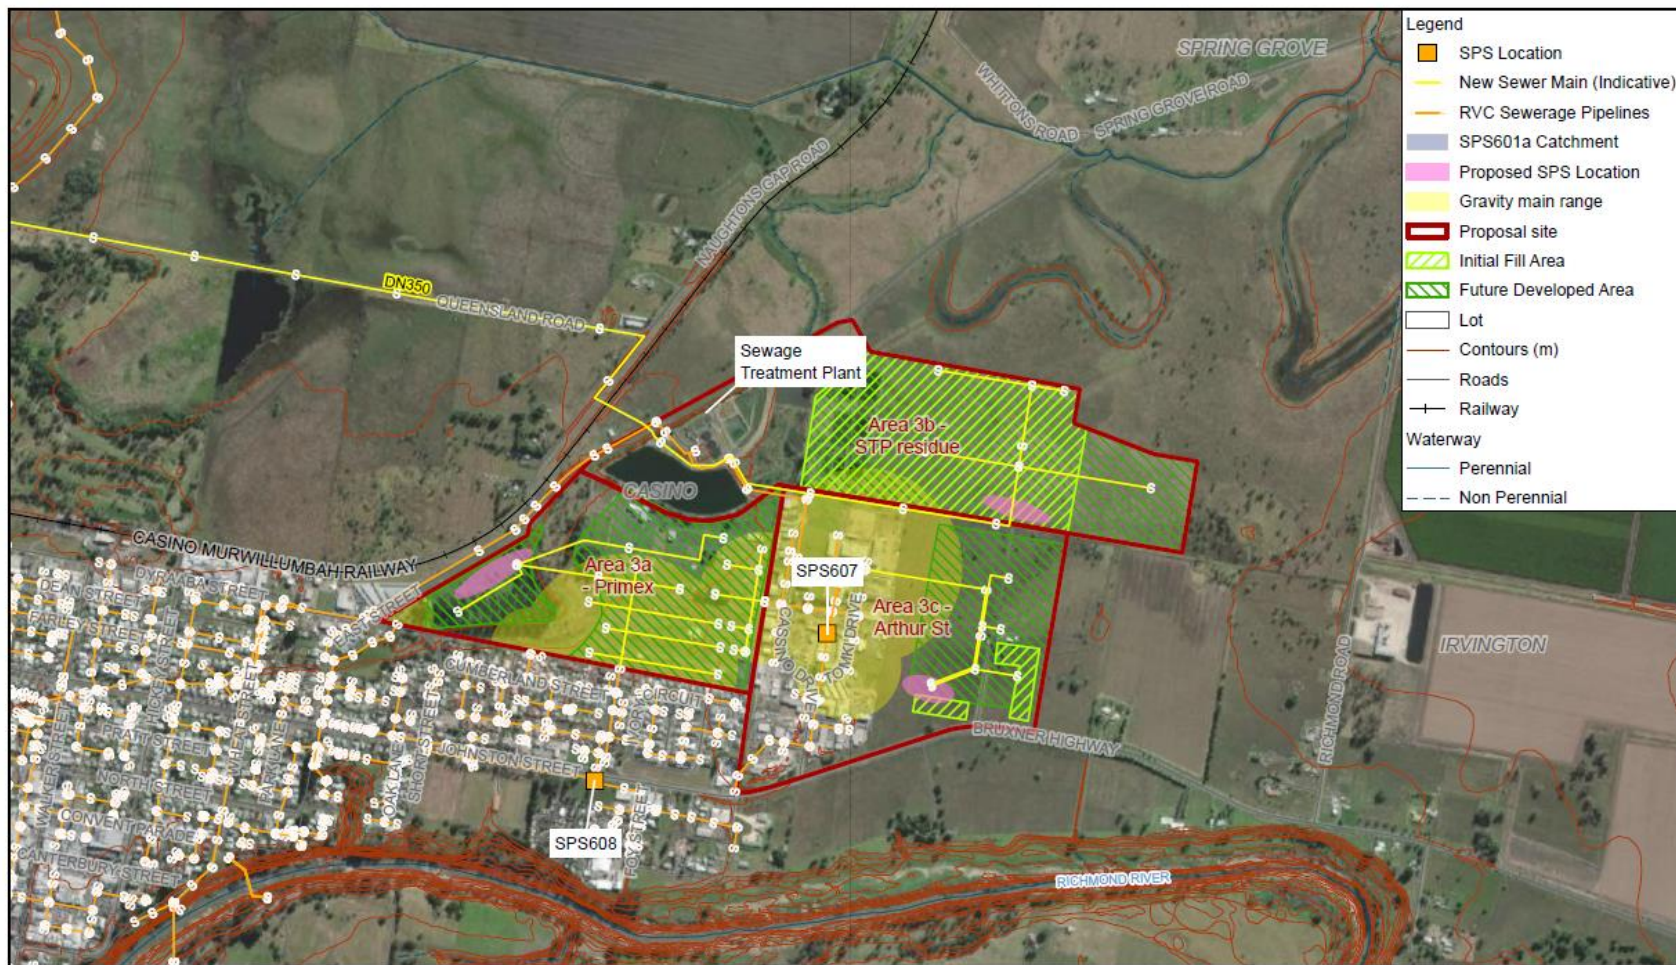 SPRING GROVE
WHITTONS ROAD
SPRING GROVE ROAD
NAUGHTONS GAP ROAD
DN350
QUEENSLAND ROAD
Sewage
Treatment Plant
Area 3b -
STP residue
CASINO
CASINO MURWILLUMBAH RAILWAY
SPS607
Area 3a
- Primex
Area 3c -
Arthur St
CASSINO DRIVE
TOMKI DRIVE
DYRAABA STREET
DEAN STREET
FARLEY STREET
HICKEY STREET
EAST STREET
CUMBERLAND STREET
IVORY CIRCUIT
PRATT STREET
JOHNSTON STREET
NORTH STREET
WALKER STREET
OAK LANE
CONVENT PARADE
CANTERBURY STREET
FOY STREET
SPS608
BRUXNER HIGHWAY
RICHMOND ROAD
IRVINGTON
RICHMOND RIVER
Legend
SPS Location
New Sewer Main (Indicative)
RVC Sewerage Pipelines
SPS601a Catchment
Proposed SPS Location
Gravity main range
Proposal site
Initial Fill Area
Future Developed Area
Lot
Contours (m)
Roads
Railway
Waterway
Perennial
Non Perennial